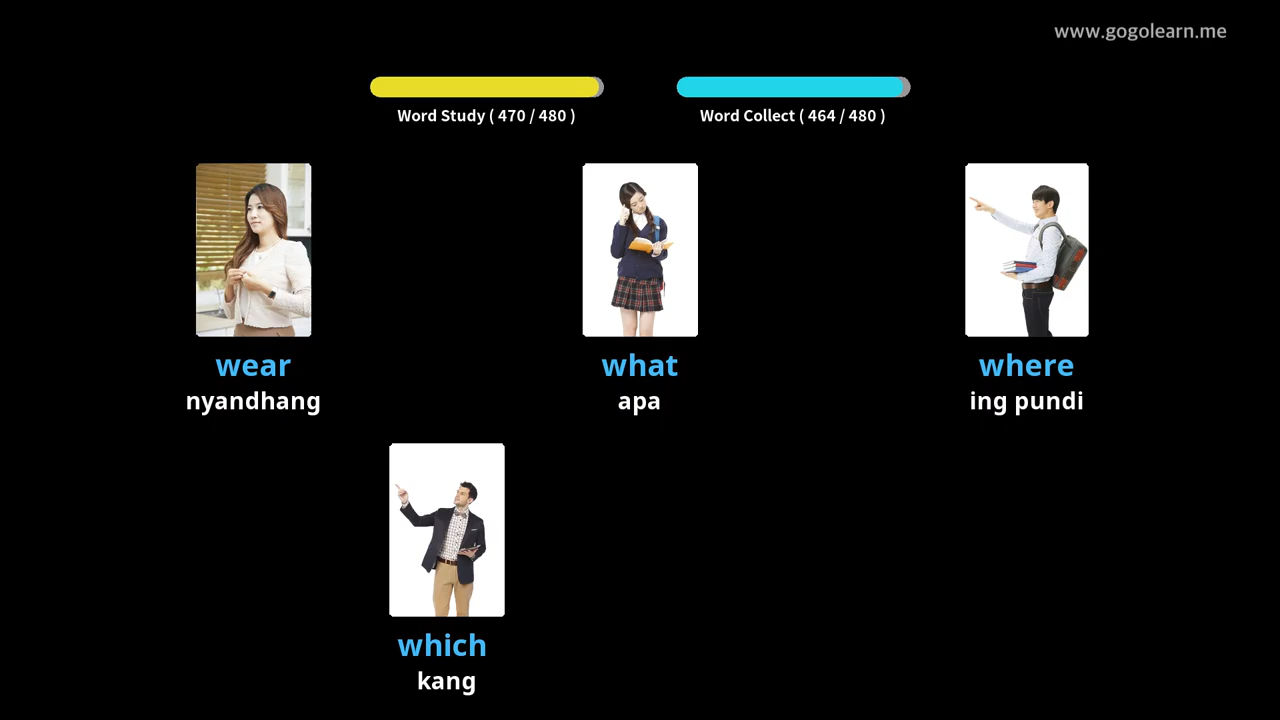 www.gogolearn.me
Word Study ( 470 / 480 )
Word Collect ( 464 / 480 )
wear
nyandhang
what
apa
where
ing pundi
which
kang